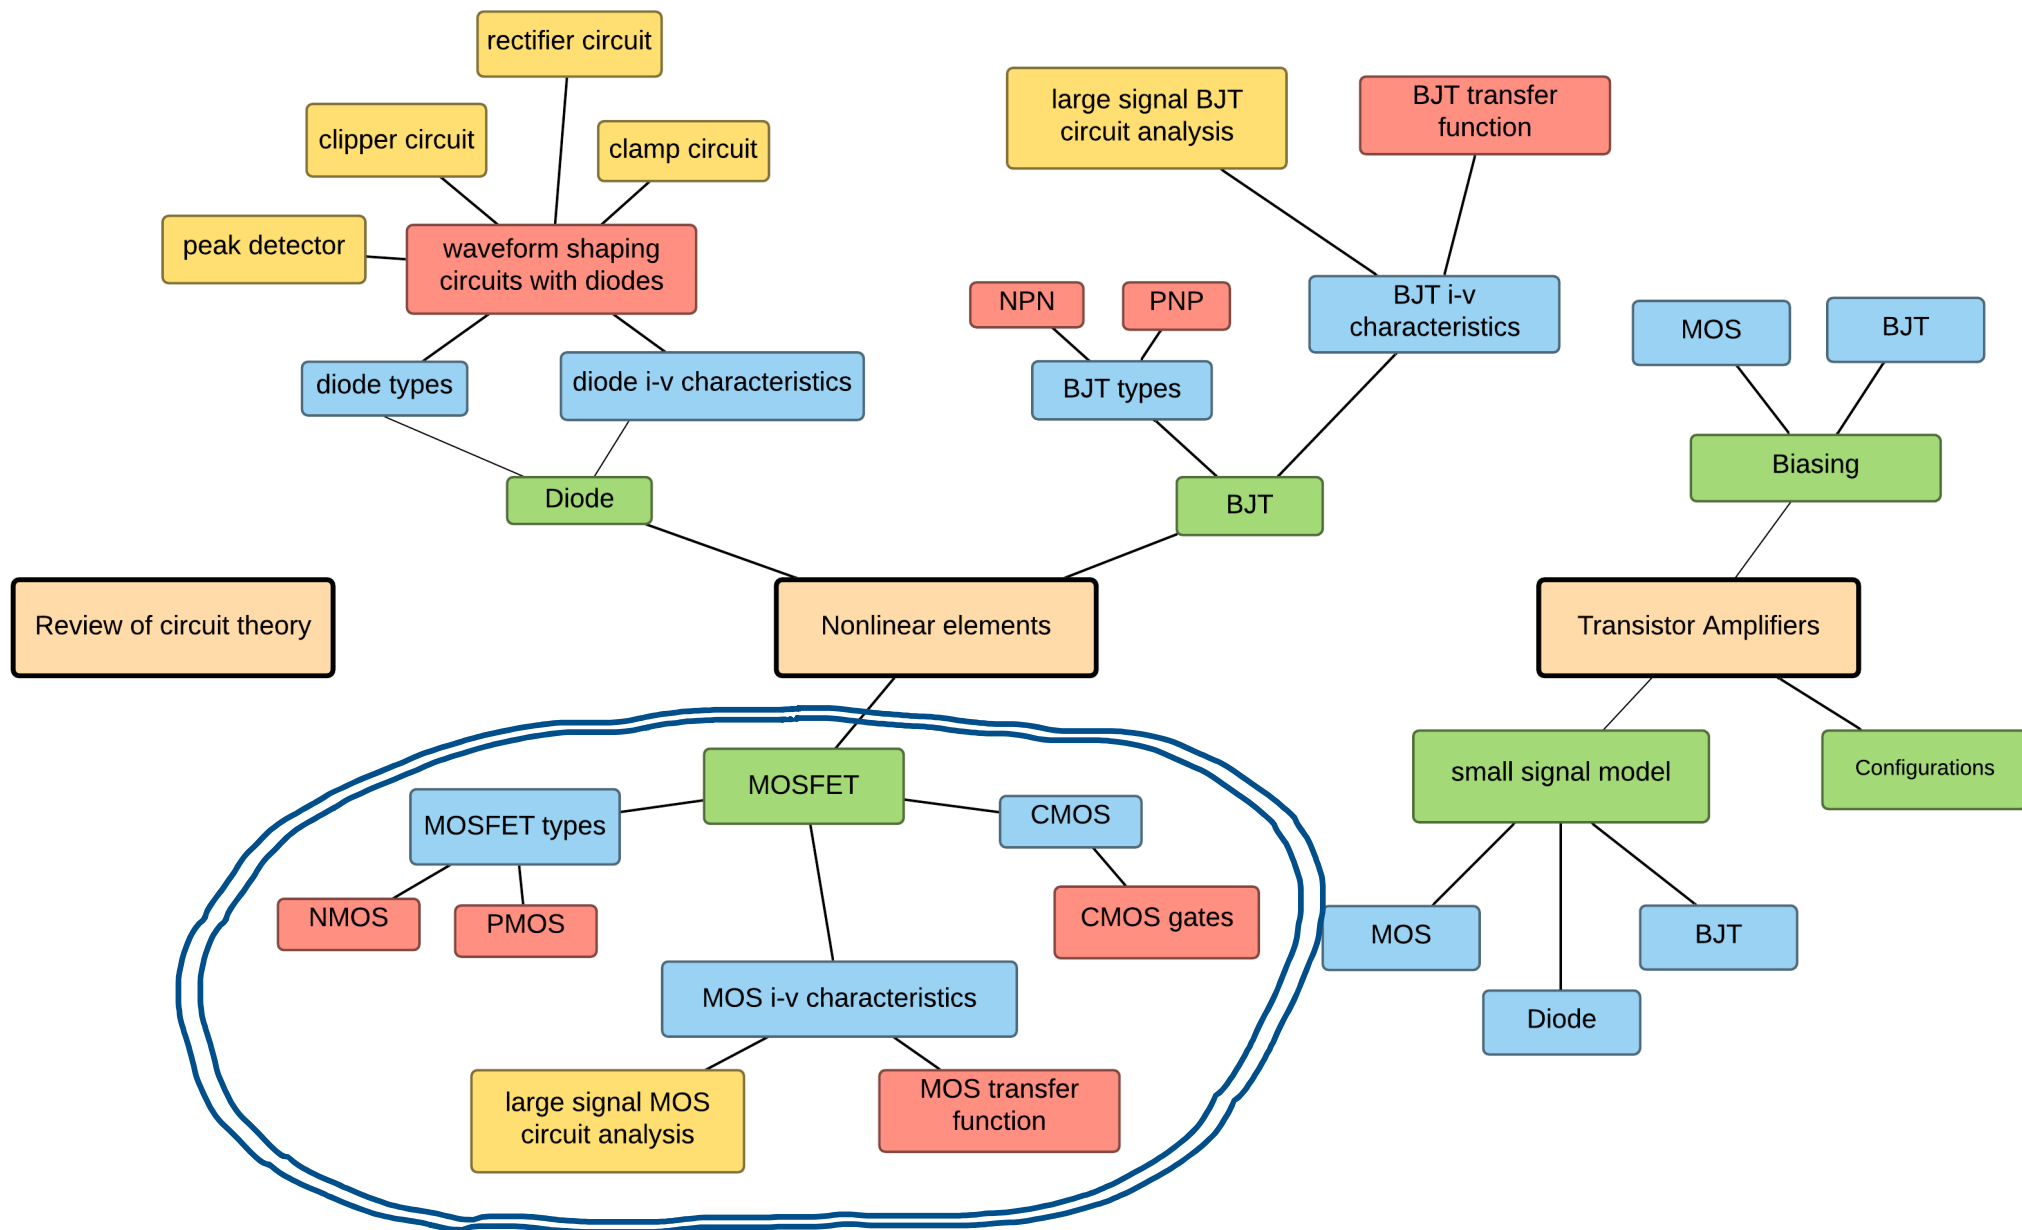 rectifier circuit
clipper circuit
clamp circuit
peak detector
waveform shaping
circuits with diodes
diode types
diode i-v characteristics
Diode
large signal BJT
circuit analysis
BJT transfer
function
NPN
PNP
BJT i-v
characteristics
BJT types
BJT
MOS
BJT
Biasing
Review of circuit theory
Nonlinear elements
Transistor Amplifiers
MOSFET
MOSFET types
CMOS
NMOS
PMOS
CMOS gates
MOS i-v characteristics
large signal MOS
circuit analysis
MOS transfer
function
small signal model
Configurations
MOS
BJT
Diode